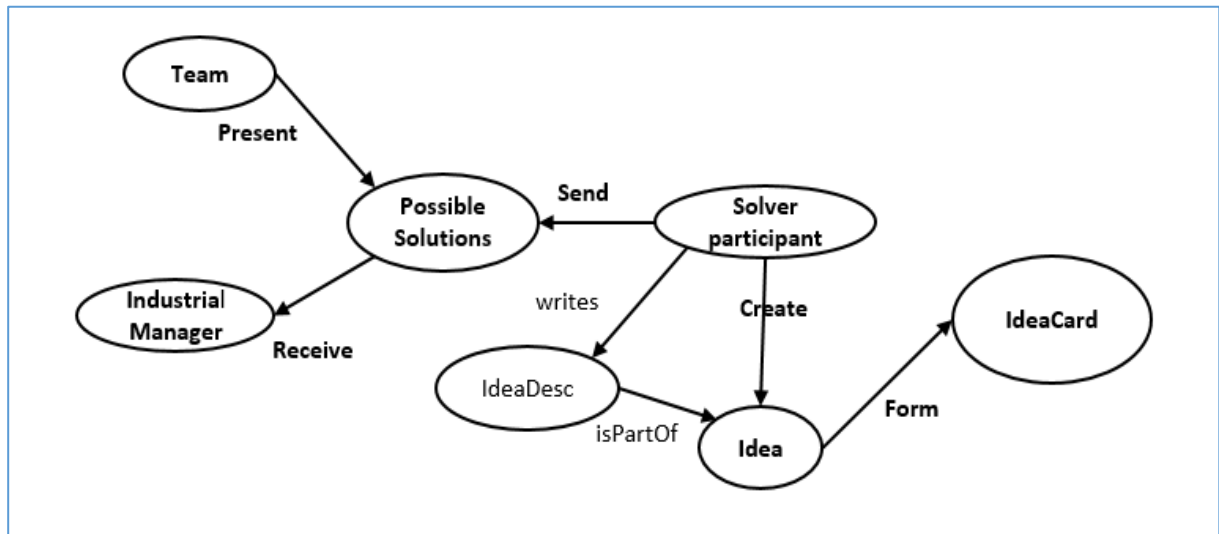 Team
Present
Possible
Solutions
Send
Solver
participant
Industrial
Manager
Receive
writes
Create
IdeaCard
IdeaDesc
isPartOf
Form
Idea